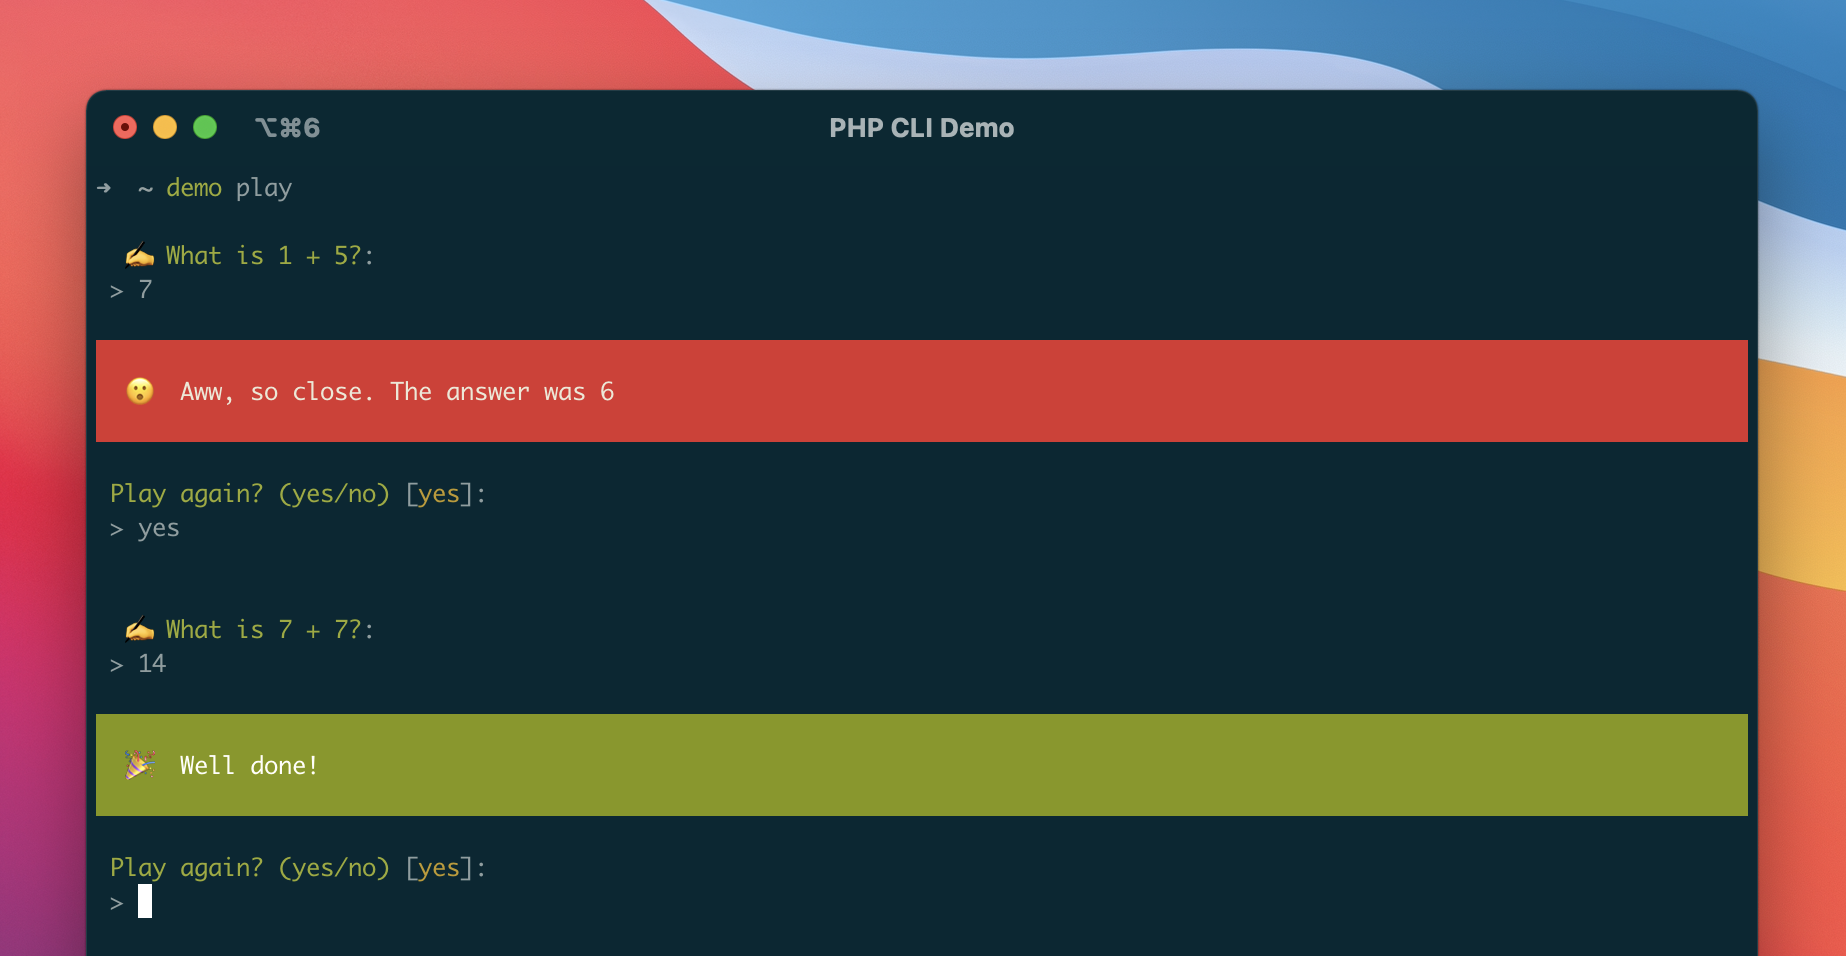 ⌥⌘6
PHP CLI Demo
➜ ~ demo play
✍️ What is 1 + 5?:
> 7
😮 Aww, so close. The answer was 6
Play again? (yes/no) [yes]:
> yes
✍️ What is 7 + 7?:
> 14
🎉 Well done!
Play again? (yes/no) [yes]:
>